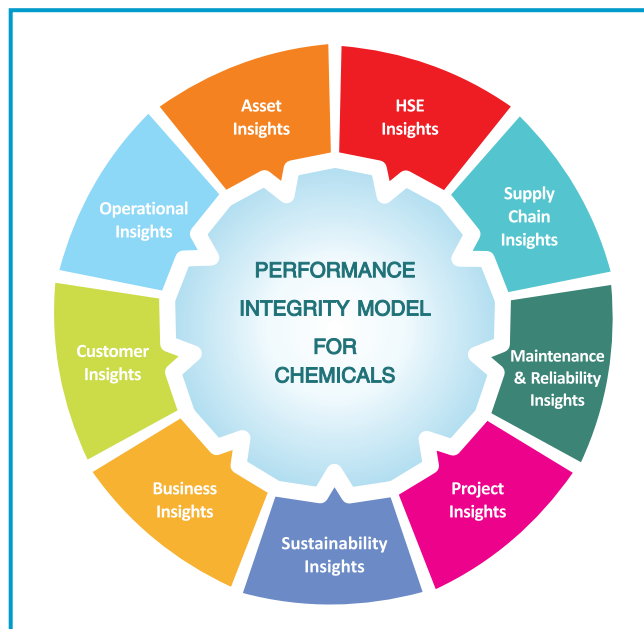 Asset
Insights
HSE
Insights
Supply
Chain
Insights
Maintenance
& Reliability
Insights
Project
Insights
Sustainability
Insights
Business
Insights
Customer
Insights
Operational
Insights
PERFORMANCE
INTEGRITY MODEL
FOR
CHEMICALS